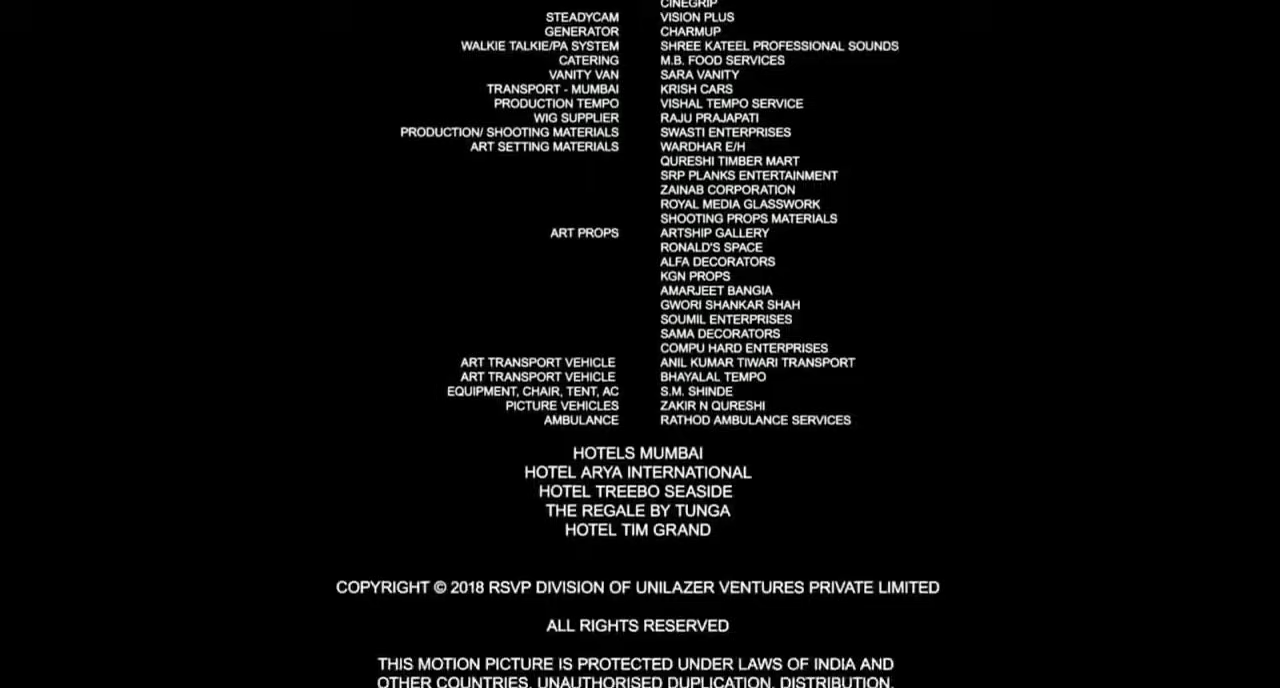 CINEGRIP
STEADYCAM VISION PLUS
GENERATOR CHARMUP
WALKIE TALKIE/PA SYSTEM SHREE KATEEL PROFESSIONAL SOUNDS
CATERING M.B. FOOD SERVICES
VANITY VAN SARA VANITY
TRANSPORT - MUMBAI KRISH CARS
PRODUCTION TEMPO VISHAL TEMPO SERVICE
WIG SUPPLIER RAJU PRAJAPATI
PRODUCTION/ SHOOTING MATERIALS SWASTI ENTERPRISES
ART SETTING MATERIALS WARDHAR E/H
QURESHI TIMBER MART
SRP PLANKS ENTERTAINMENT
ZAINAB CORPORATION
ROYAL MEDIA GLASSWORK
SHOOTING PROPS MATERIALS
ART PROPS ARTSHIP GALLERY
RONALD'S SPACE
ALFA DECORATORS
KGN PROPS
AMARJEET BANGIA
GWORI SHANKAR SHAH
SOUMIL ENTERPRISES
SAMA DECORATORS
COMPU HARD ENTERPRISES
ART TRANSPORT VEHICLE ANIL KUMAR TIWARI TRANSPORT
ART TRANSPORT VEHICLE BHAYALAL TEMPO
EQUIPMENT, CHAIR, TENT, AC S.M. SHINDE
PICTURE VEHICLES ZAKIR N QURESHI
AMBULANCE RATHOD AMBULANCE SERVICES
HOTELS MUMBAI
HOTEL ARYA INTERNATIONAL
HOTEL TREEBO SEASIDE
THE REGALE BY TUNGA
HOTEL TIM GRAND
COPYRIGHT © 2018 RSVP DIVISION OF UNILAZER VENTURES PRIVATE LIMITED
ALL RIGHTS RESERVED
THIS MOTION PICTURE IS PROTECTED UNDER LAWS OF INDIA AND
OTHER COUNTRIES. UNAUTHORISED DUPLICATION, DISTRIBUTION,